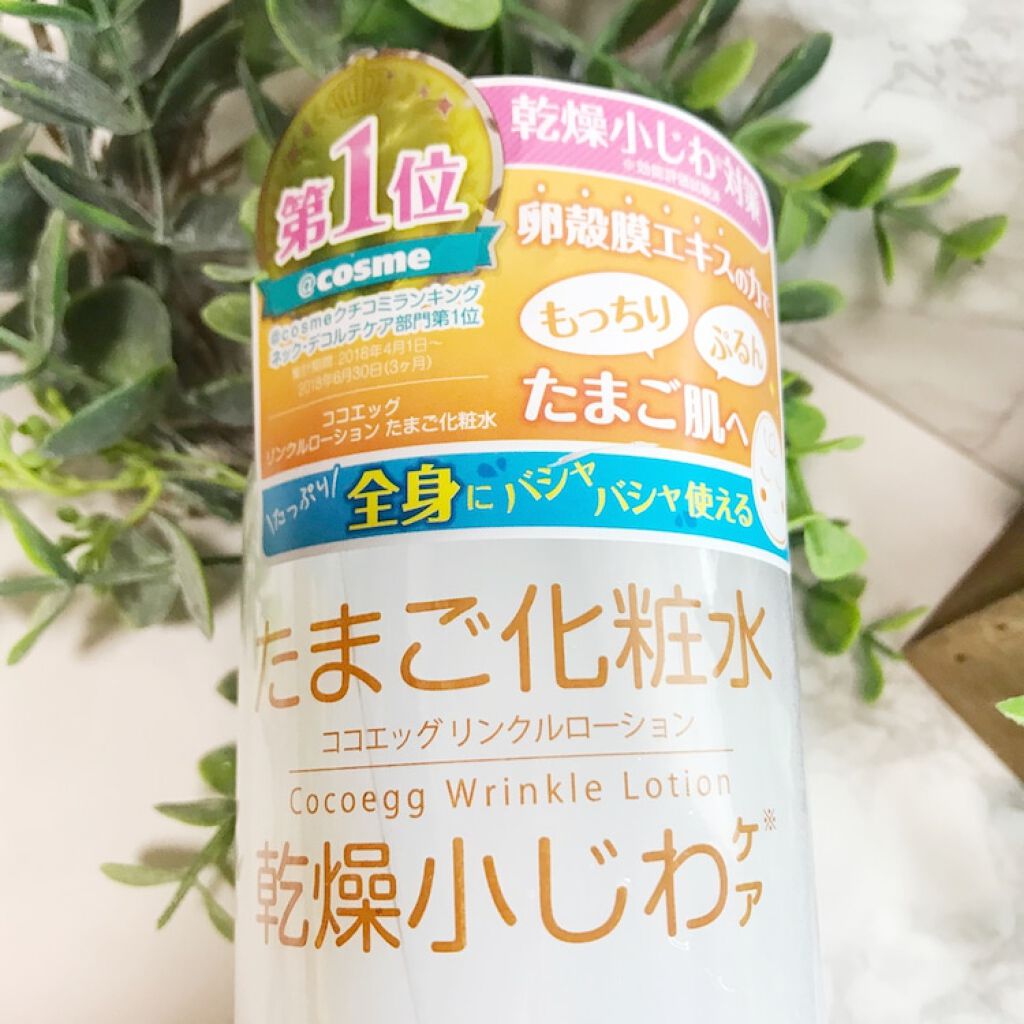 第1位
@cosme
@cosmeクチコミランキング
ネック・デコルテケア部門第1位
集計期間:2018年4月1日～
2018年6月30日(3ヶ月)
ココエッグ
リンクルローション たまご化粧水
乾燥小じわ※対策
※効能評価試験済
卵殻膜エキスの力で
もっちり
ぷるん
たまご肌へ
たっぷり
全身にバシャバシャ使える
たまご化粧水
ココエッグ リンクルローション
Cocoegg Wrinkle Lotion
乾燥小じわケア※